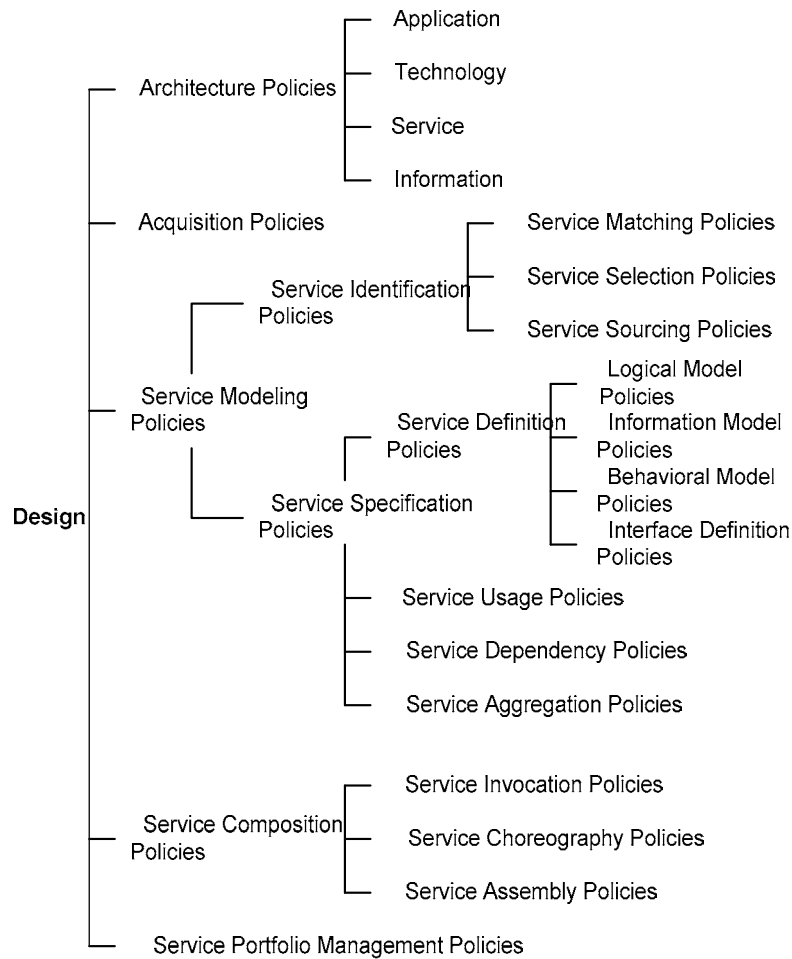 Application
Architecture Policies
Technology
Service
Information
Acquisition Policies
Service Matching Policies
Service Identification
Policies
Service Selection Policies
Service Sourcing Policies
Service Modeling
Policies
Service Definition
Policies
Logical Model
Policies
Information Model
Policies
Behavioral Model
Policies
Interface Definition
Policies
Service Specification
Policies
Design
Service Usage Policies
Service Dependency Policies
Service Aggregation Policies
Service Composition
Policies
Service Invocation Policies
Service Choreography Policies
Service Assembly Policies
Service Portfolio Management Policies